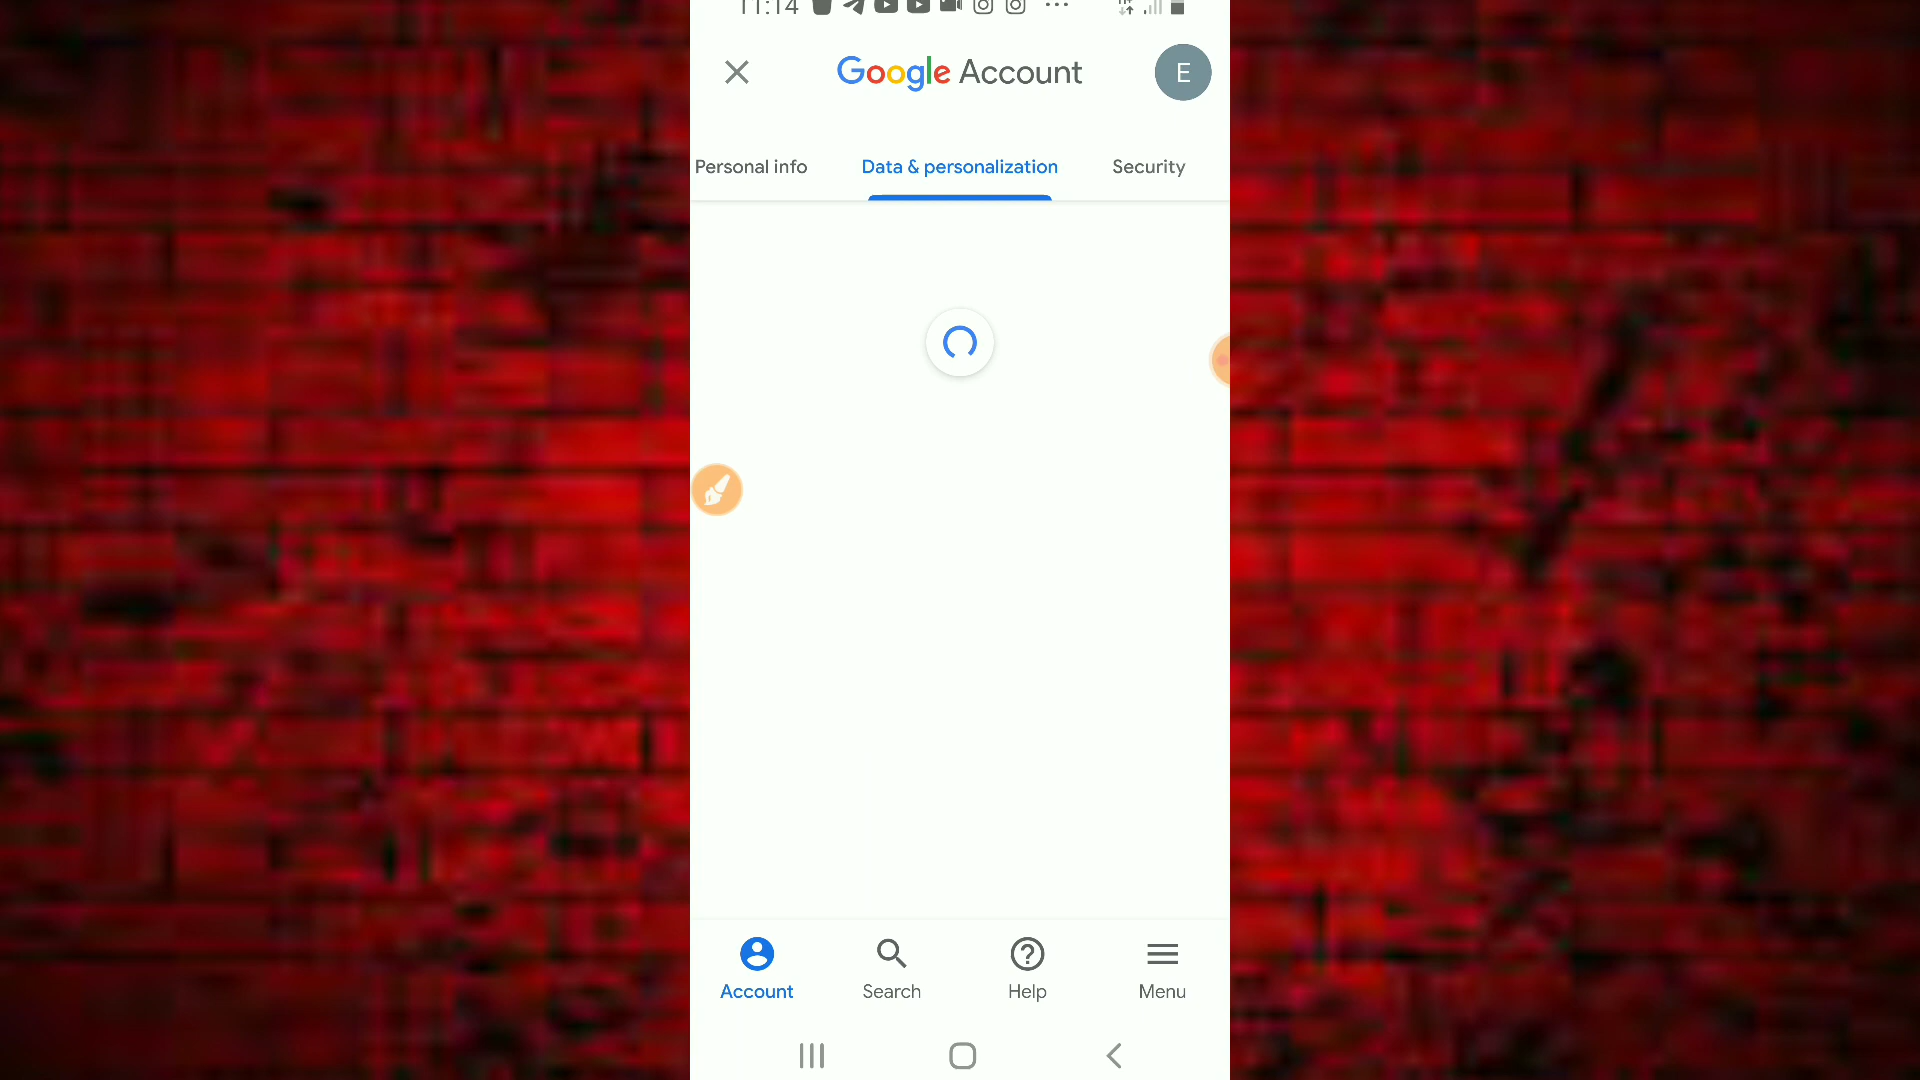 11:14
Google Account
E
Personal info
Data & personalization
Security
Account
Search
Help
Menu